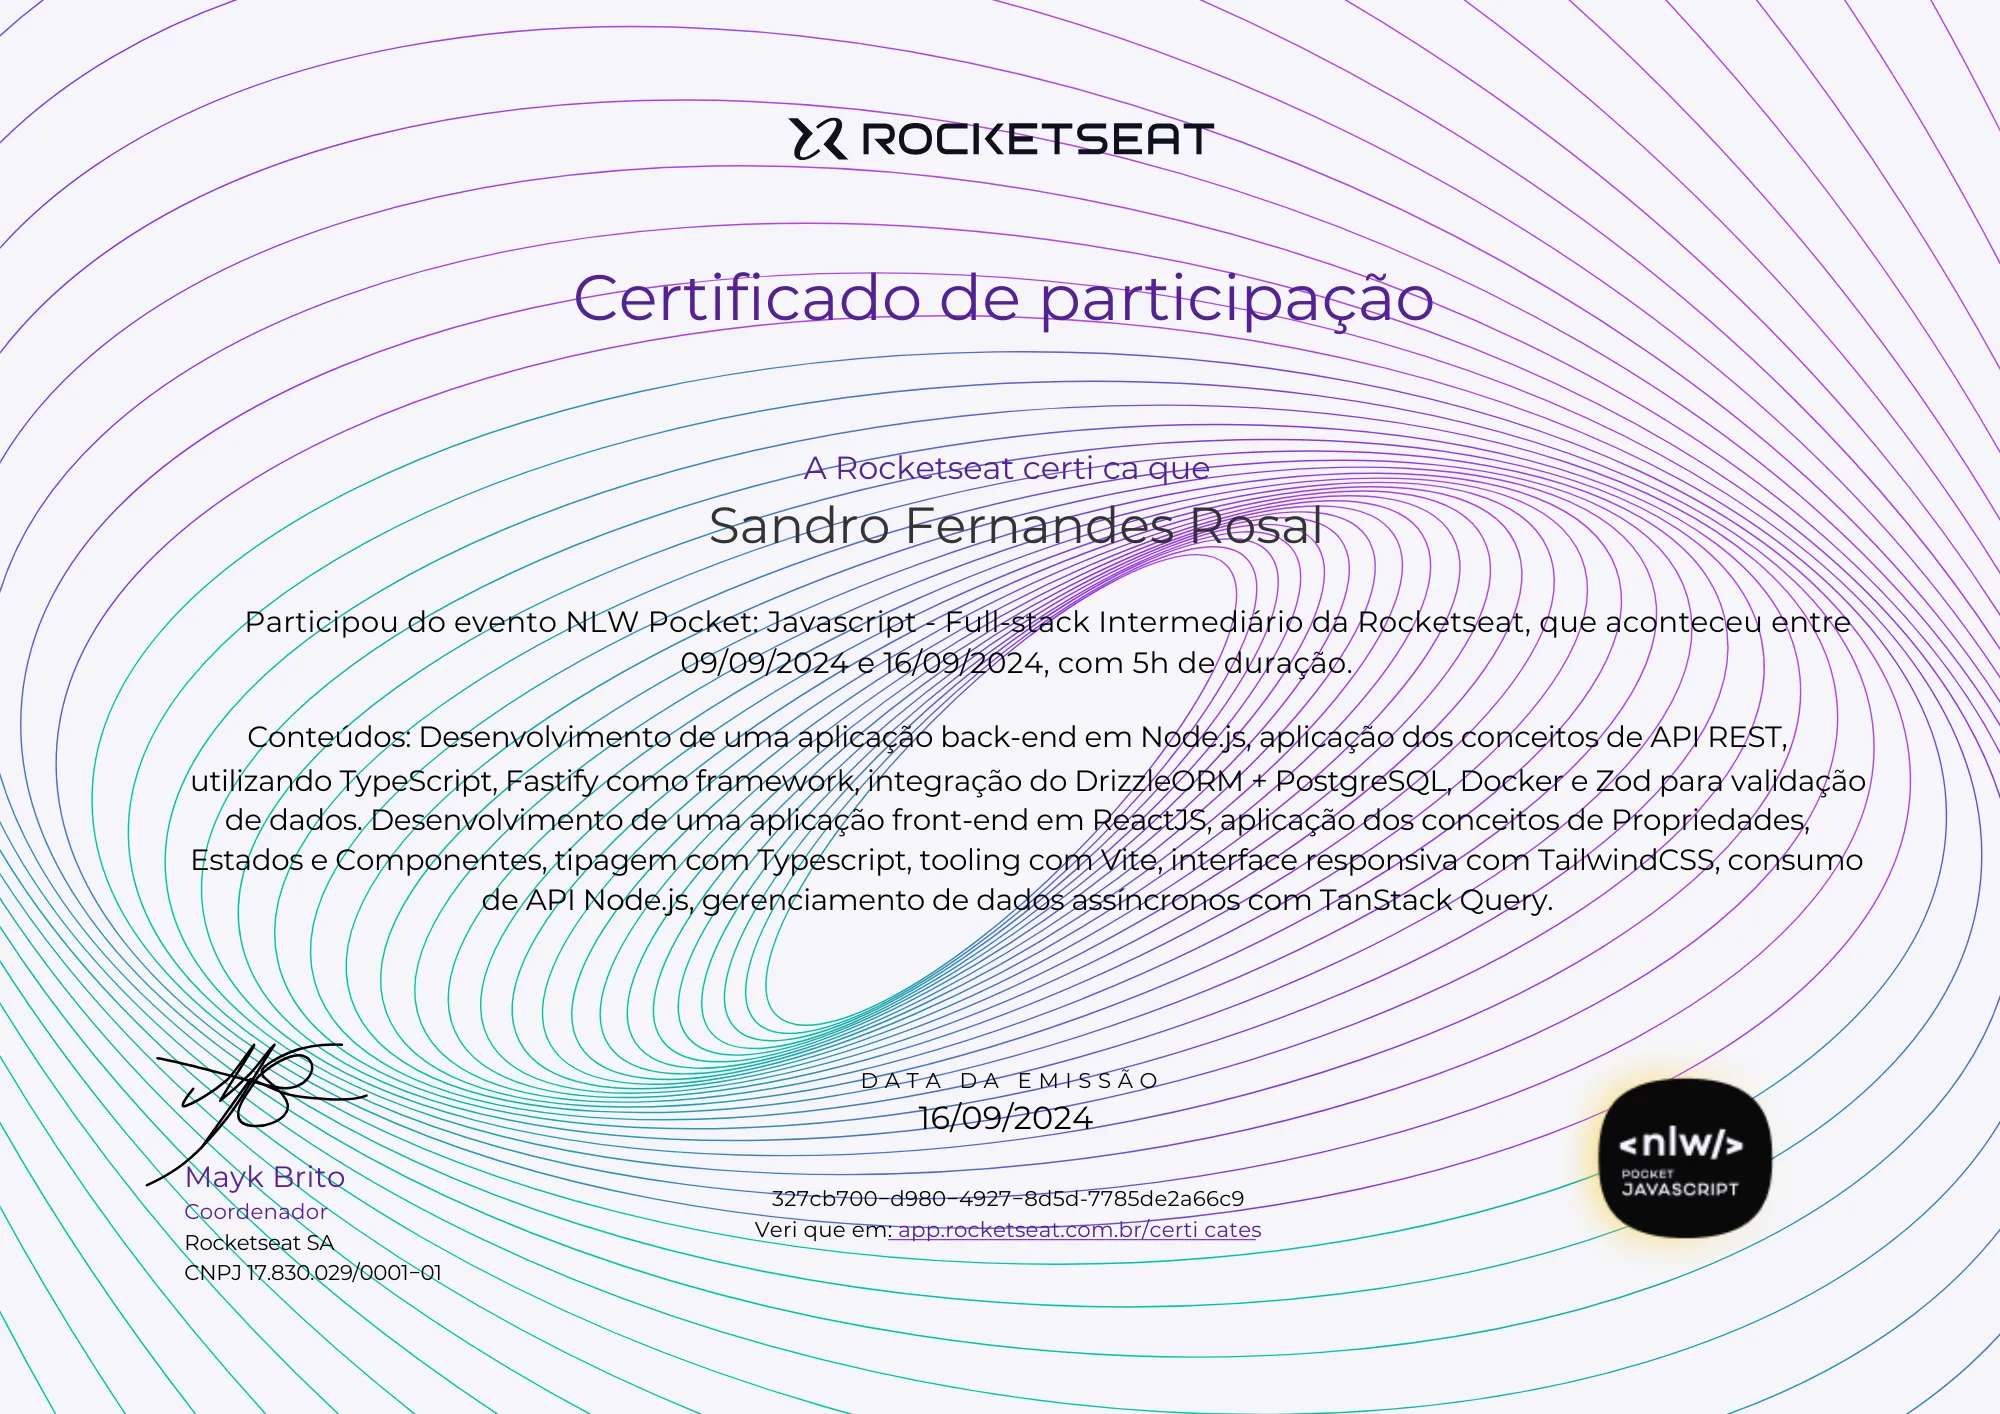 ROCKETSEAT
Certificado de participação
A Rocketseat certi ca que
Sandro Fernandes Rosal
Participou do evento NLW Pocket: Javascript - Full-stack Intermediário da Rocketseat, que aconteceu entre
09/09/2024 e 16/09/2024, com 5h de duração.
Conteúdos: Desenvolvimento de uma aplicação back-end em Node.js, aplicação dos conceitos de API REST,
utilizando TypeScript, Fastify como framework, integração do DrizzleORM + PostgreSQL, Docker e Zod para validação
de dados. Desenvolvimento de uma aplicação front-end em ReactJS, aplicação dos conceitos de Propriedades,
Estados e Componentes, tipagem com Typescript, tooling com Vite, interface responsiva com TailwindCSS, consumo
de API Node.js, gerenciamento de dados assíncronos com TanStack Query.
Mayk Brito
Coordenador
Rocketseat SA
CNPJ 17.830.029/0001-01
DATA DA EMISSÃO
16/09/2024
327cb700-d980-4927-8d5d-7785de2a66c9
Veri que em: app.rocketseat.com.br/certi cates
<nlw/>
POCKET
JAVASCRIPT